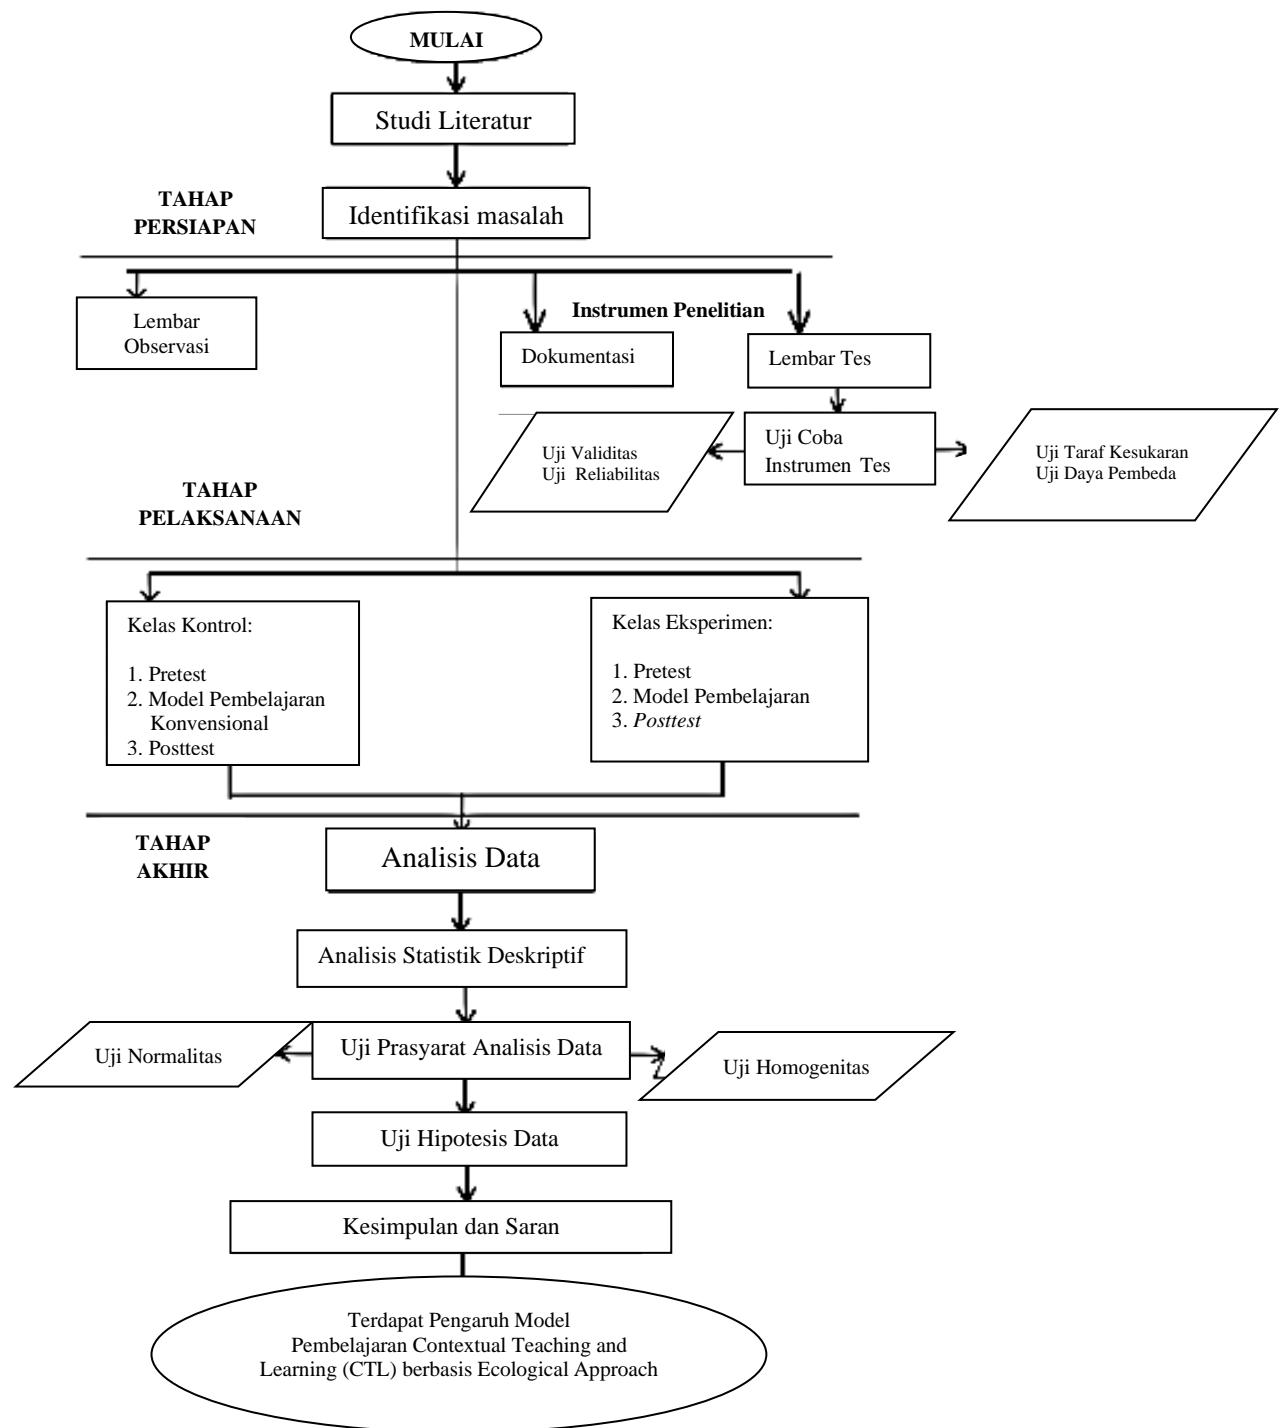 MULAI
Studi Literatur
TAHAP
PERSIAPAN
Identifikasi masalah
Instrumen Penelitian
Lembar
Observasi
Dokumentasi
Lembar Tes
Uji Validitas
Uji Reliabilitas
Uji Coba
Instrumen Tes
Uji Taraf Kesukaran
Uji Daya Pembeda
TAHAP
PELAKSANAAN
Kelas Kontrol:
1. Pretest
2. Model Pembelajaran
Konvensional
3. Posttest
Kelas Eksperimen:
1. Pretest
2. Model Pembelajaran
3. Posttest
TAHAP
AKHIR
Analisis Data
Analisis Statistik Deskriptif
Uji Normalitas
Uji Prasyarat Analisis Data
Uji Homogenitas
Uji Hipotesis Data
Kesimpulan dan Saran
Terdapat Pengaruh Model
Pembelajaran Contextual Teaching and
Learning (CTL) berbasis Ecological Approach